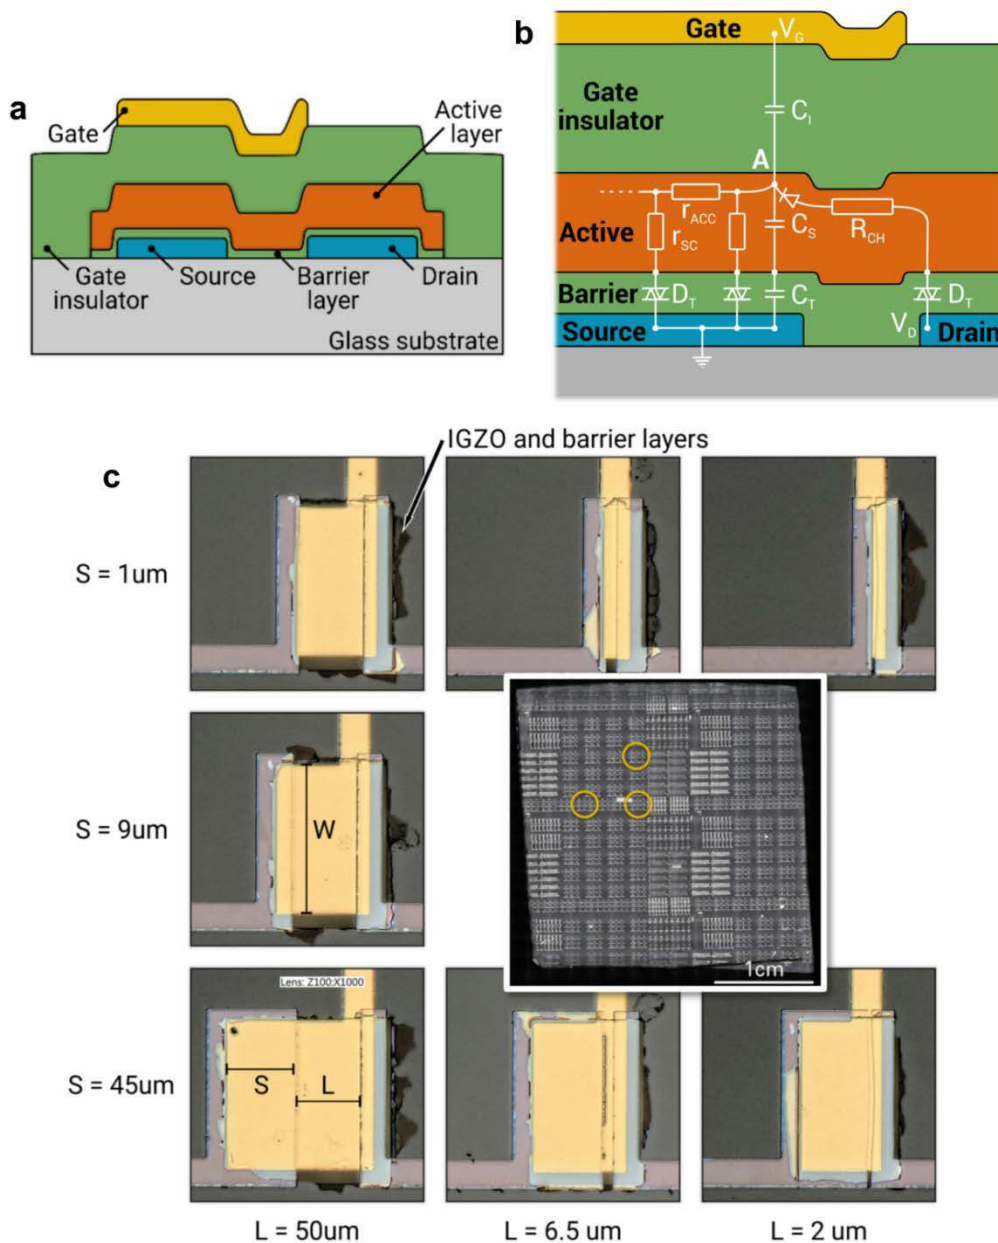 a
Gate
Active
layer
Gate
insulator
Source
Barrier
layer
Drain
Glass substrate
b
Gate
V_G
Gate
insulator
C_I
A
Active
r_ACC
r_SC
C_S
R_CH
Barrier
D_T
C_T
D_T
Source
V_D
Drain
c
IGZO and barrier layers
S = 1um
S = 9um
W
1cm
Lens: Z100:X1000
S = 45um
S
L
L = 50um
L = 6.5 um
L = 2 um